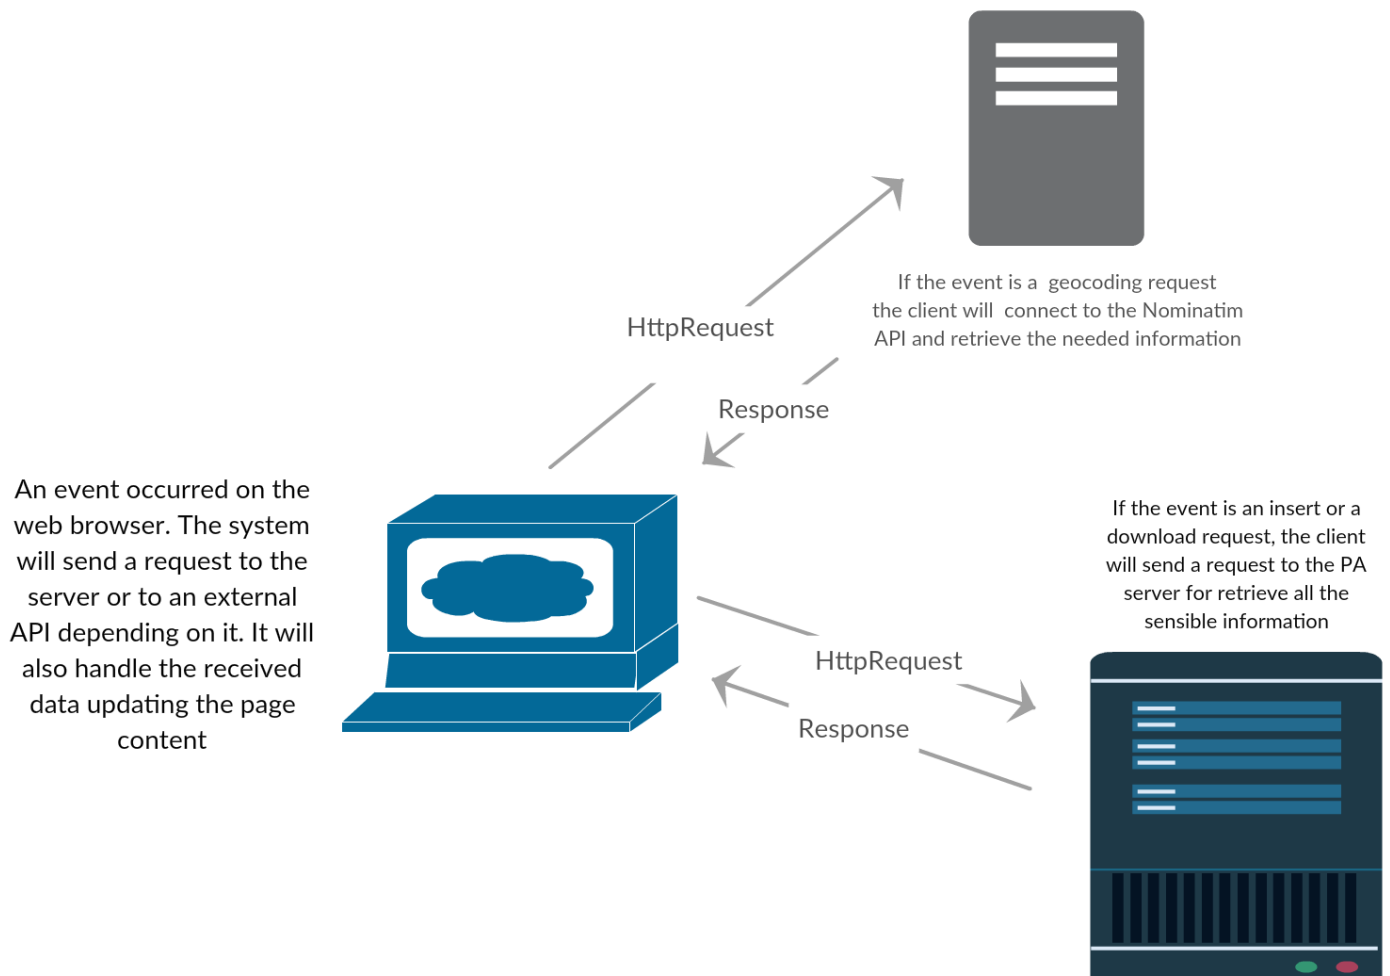 If the event is a  geocoding request
the client will  connect to the Nominatim
API and retrieve the needed information
HttpRequest
Response
An event occurred on the
web browser. The system
will send a request to the
server or to an external
API depending on it. It will
also handle the received
data updating the page
content
If the event is an insert or a
download request, the client
will send a request to the PA
server for retrieve all the
sensible information
HttpRequest
Response